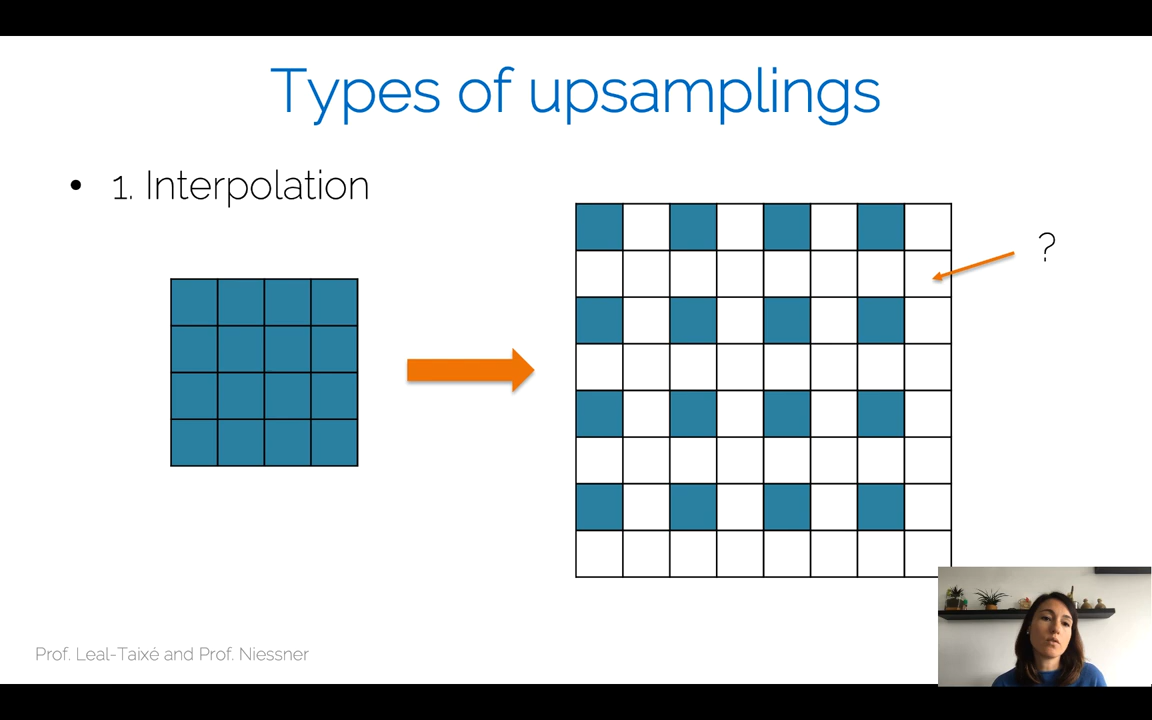 Types of upsamplings
• 1. Interpolation
?
Prof. Leal-Taixé and Prof. Niessner